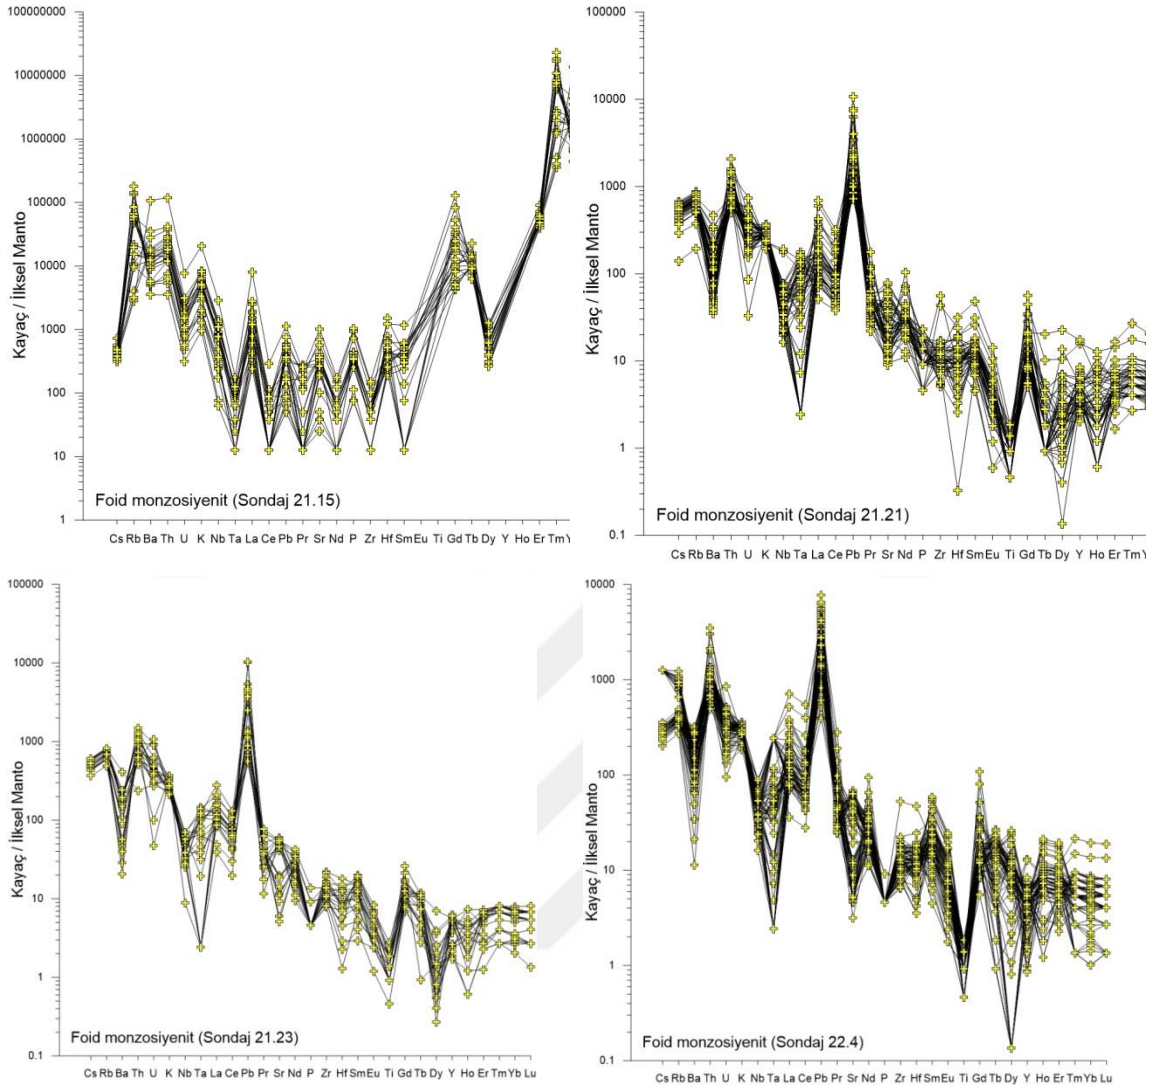 100000000
10000000
1000000
100000
10000
1000
100
10
1
Kayaç / İlksel Manto
Foid monzosiyenit (Sondaj 21.15)
Cs Rb Ba Th U K Nb Ta La Ce Pb Pr Sr Nd P Zr Hf Sm Eu Ti Gd Tb Dy Y Ho Er Tm Y
100000
10000
1000
100
10
1
0.1
Kayaç / İlksel Manto
Foid monzosiyenit (Sondaj 21.21)
Cs Rb Ba Th U K Nb Ta La Ce Pb Pr Sr Nd P Zr Hf Sm Eu Ti Gd Tb Dy Y Ho Er Tm Y
100000
10000
1000
100
10
1
0.1
Kayaç / İlksel Manto
Foid monzosiyenit (Sondaj 21.23)
Cs Rb Ba Th U K Nb Ta La Ce Pb Pr Sr Nd P Zr Hf Sm Eu Ti Gd Tb Dy Y Ho Er Tm Yb Lu
10000
1000
100
10
1
0.1
Kayaç / İlksel Manto
Foid monzosiyenit (Sondaj 22.4)
Cs Rb Ba Th U K Nb Ta La Ce Pb Pr Sr Nd P Zr Hf Sm Eu Ti Gd Tb Dy Y Ho Er Tm Yb Lu